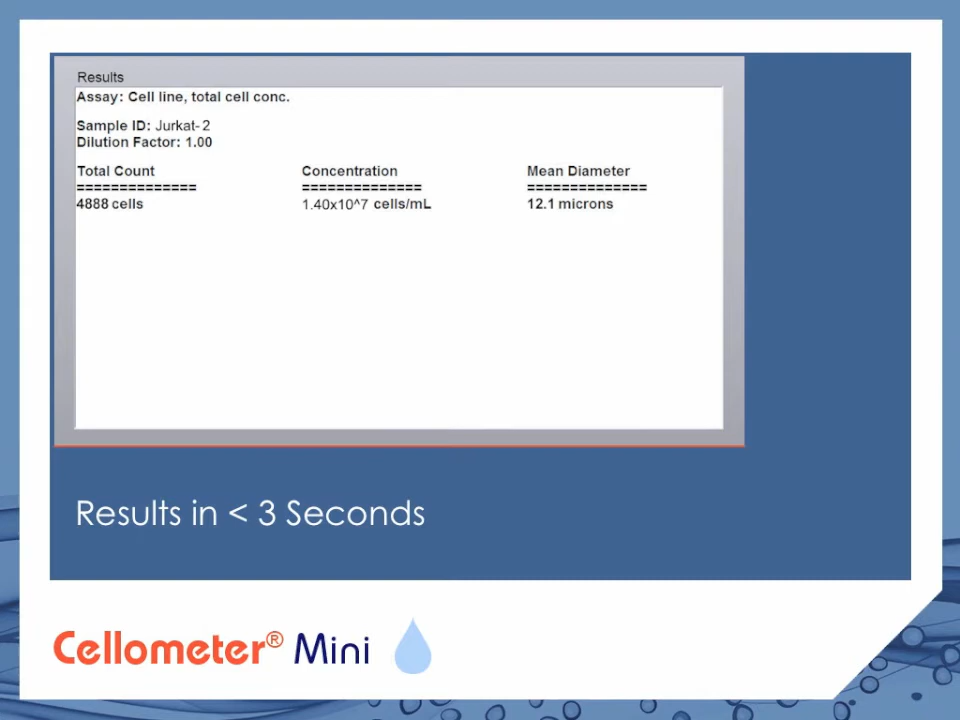 Results
Assay: Cell line, total cell conc.
Sample ID: Jurkat-2
Dilution Factor: 1.00
Total Count Concentration Mean Diameter
============== ============== ==============
4888 cells 1.40x10^7 cells/mL 12.1 microns
Results in < 3 Seconds
Cellometer® Mini